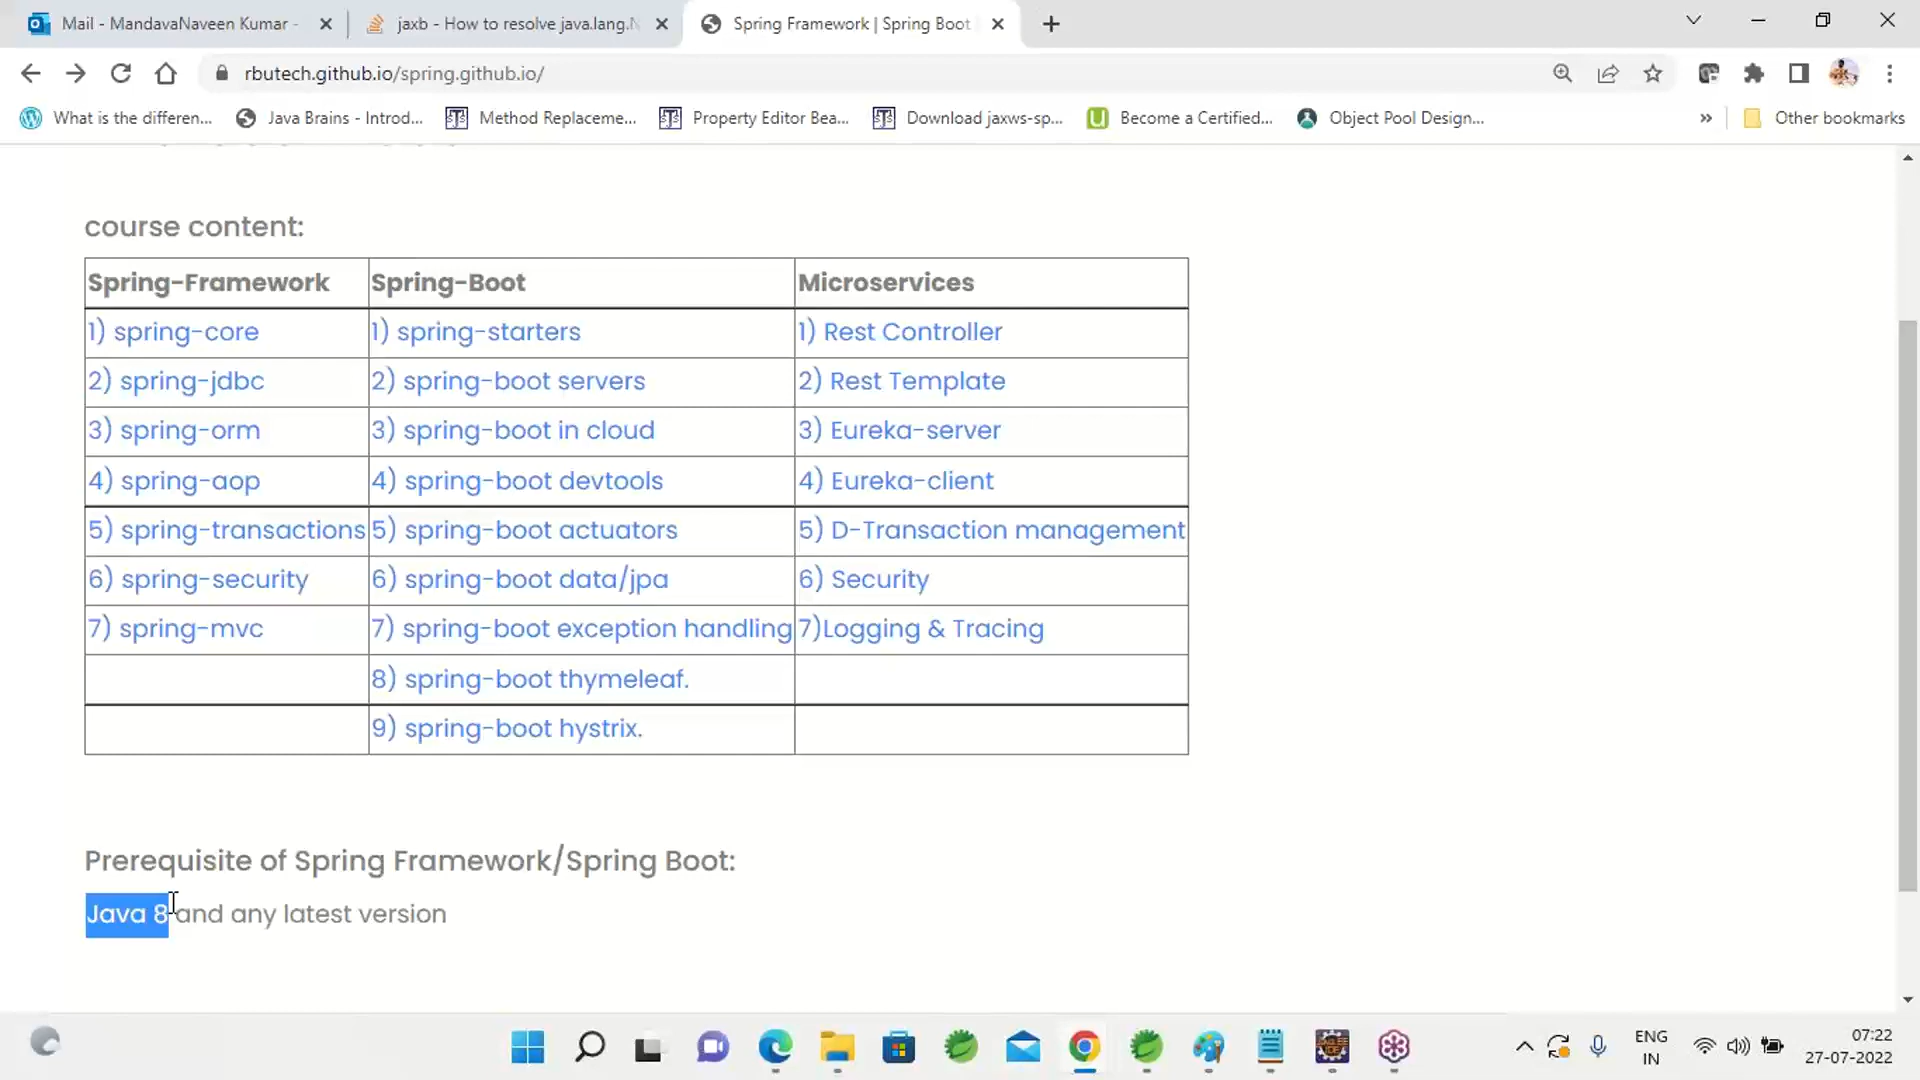 Mail - MandavaNaveen Kumar -
jaxb - How to resolve java.lang.N
Spring Framework | Spring Boot
rbutech.github.io/spring.github.io/
What is the differen...
Java Brains - Introd...
Method Replaceme...
Property Editor Bea...
Download jaxws-sp...
Become a Certified...
Object Pool Design...
»
Other bookmarks
course content:
Spring-Framework Spring-Boot Microservices
1) spring-core 1) spring-starters 1) Rest Controller
2) spring-jdbc 2) spring-boot servers 2) Rest Template
3) spring-orm 3) spring-boot in cloud 3) Eureka-server
4) spring-aop 4) spring-boot devtools 4) Eureka-client
5) spring-transactions 5) spring-boot actuators 5) D-Transaction management
6) spring-security 6) spring-boot data/jpa 6) Security
7) spring-mvc 7) spring-boot exception handling 7)Logging & Tracing
8) spring-boot thymeleaf.
9) spring-boot hystrix.
Prerequisite of Spring Framework/Spring Boot:
Java 8 and any latest version
ENG
IN
07:22
27-07-2022